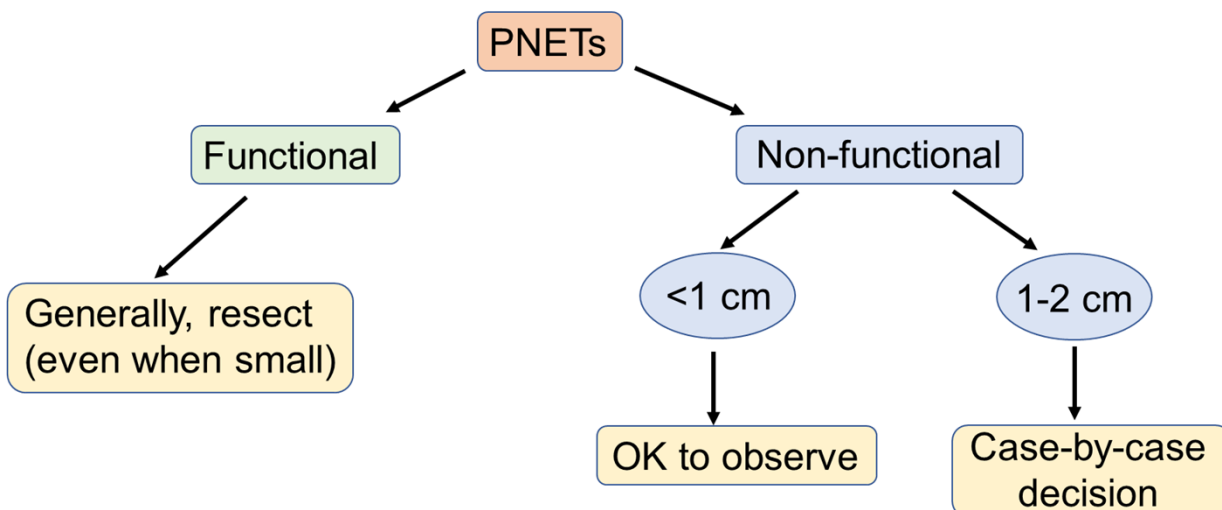 PNETs
Functional
Non-functional
Generally, resect
(even when small)
<1 cm
1-2 cm
OK to observe
Case-by-case
decision